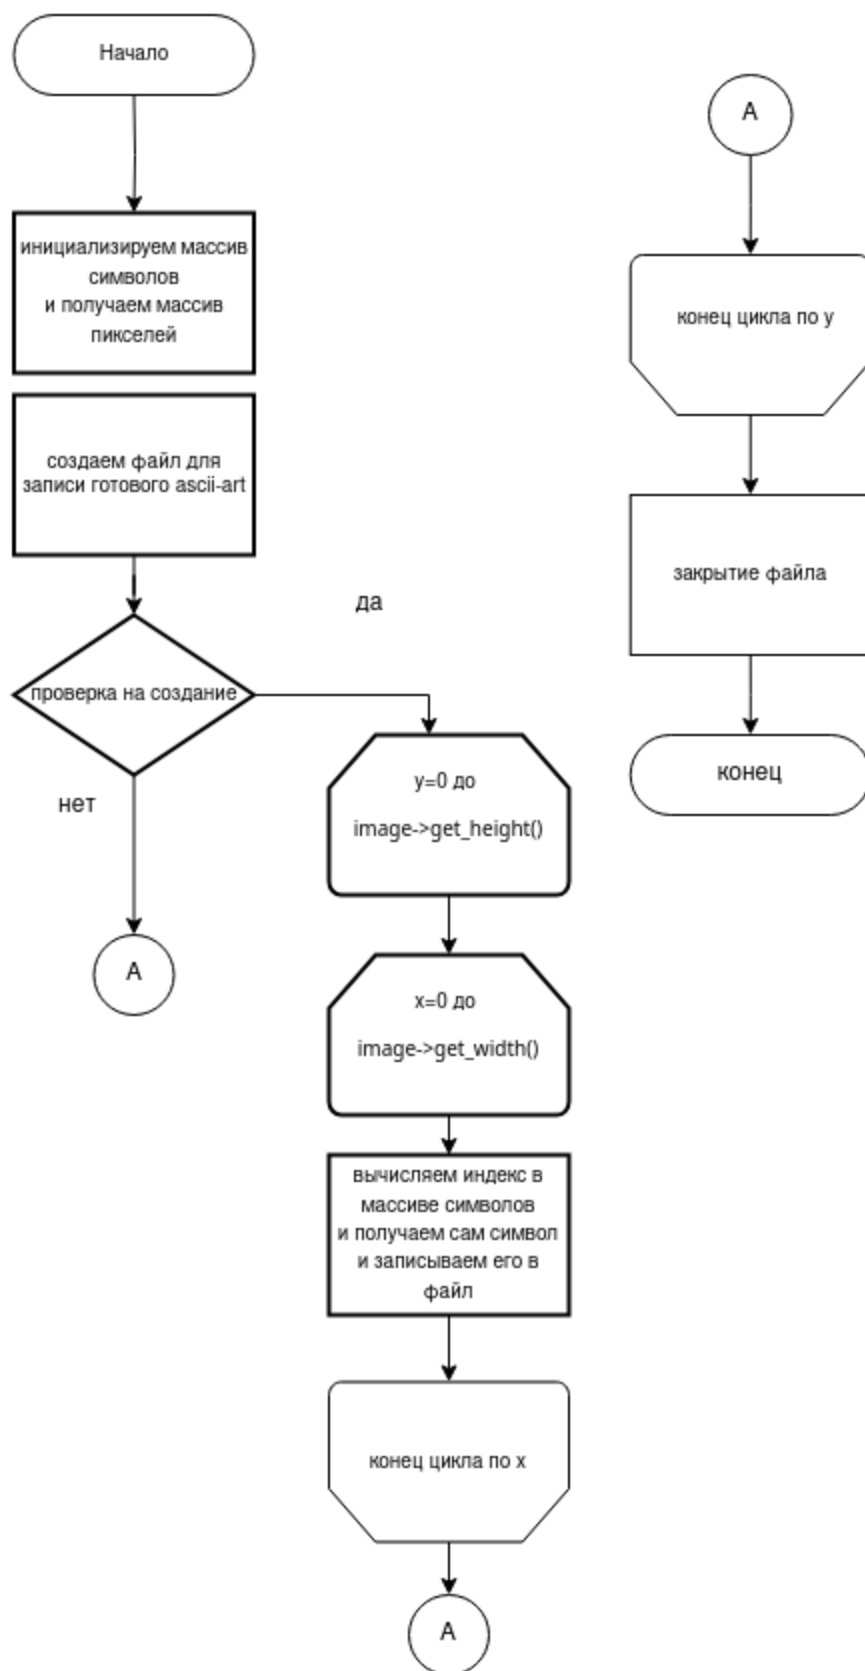 Начало
инициализируем массив
символов
и получаем массив
пикселей
создаем файл для
записи готового ascii-art
да
проверка на создание
нет
A
y=0 до
image->get_height()
x=0 до
image->get_width()
вычисляем индекс в
массиве символов
и получаем сам символ
и записываем его в
файл
конец цикла по x
A
A
конец цикла по y
закрытие файла
конец